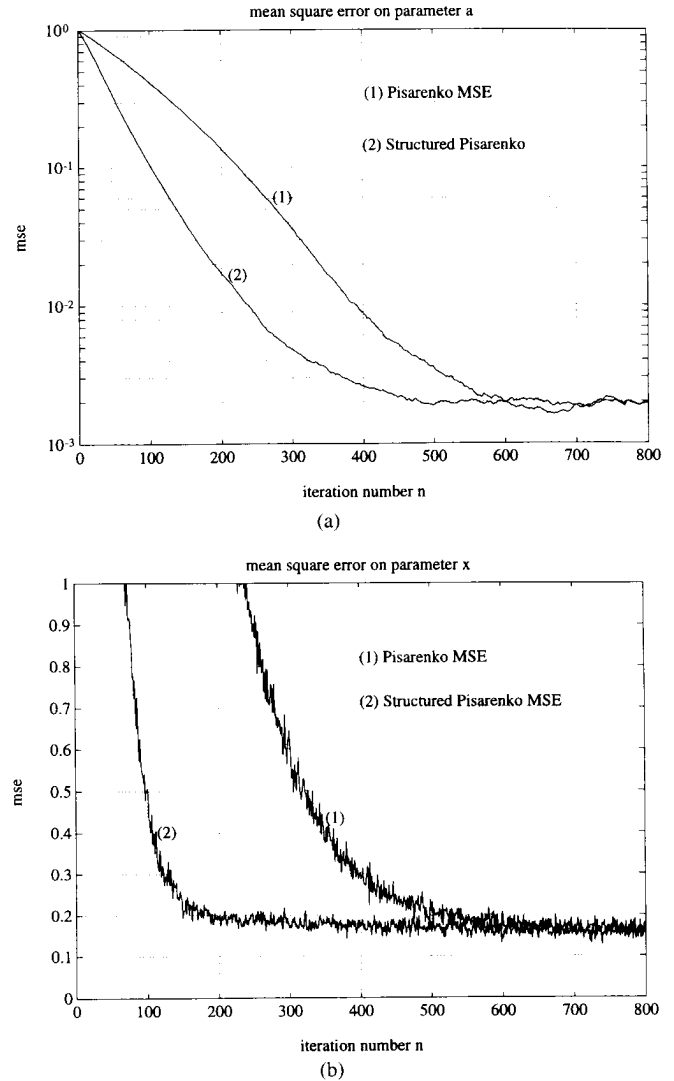 mean square error on parameter a
10⁰
(1) Pisarenko MSE
(2) Structured Pisarenko
10⁻¹
(1)
mse
(2)
10⁻²
10⁻³
0 100 200 300 400 500 600 700 800
iteration number n
(a)
mean square error on parameter x
1
0.9
(1) Pisarenko MSE
0.8
(2) Structured Pisarenko MSE
0.7
0.6
mse
0.5
(1)
0.4
(2)
0.3
0.2
0.1
0
0 100 200 300 400 500 600 700 800
iteration number n
(b)